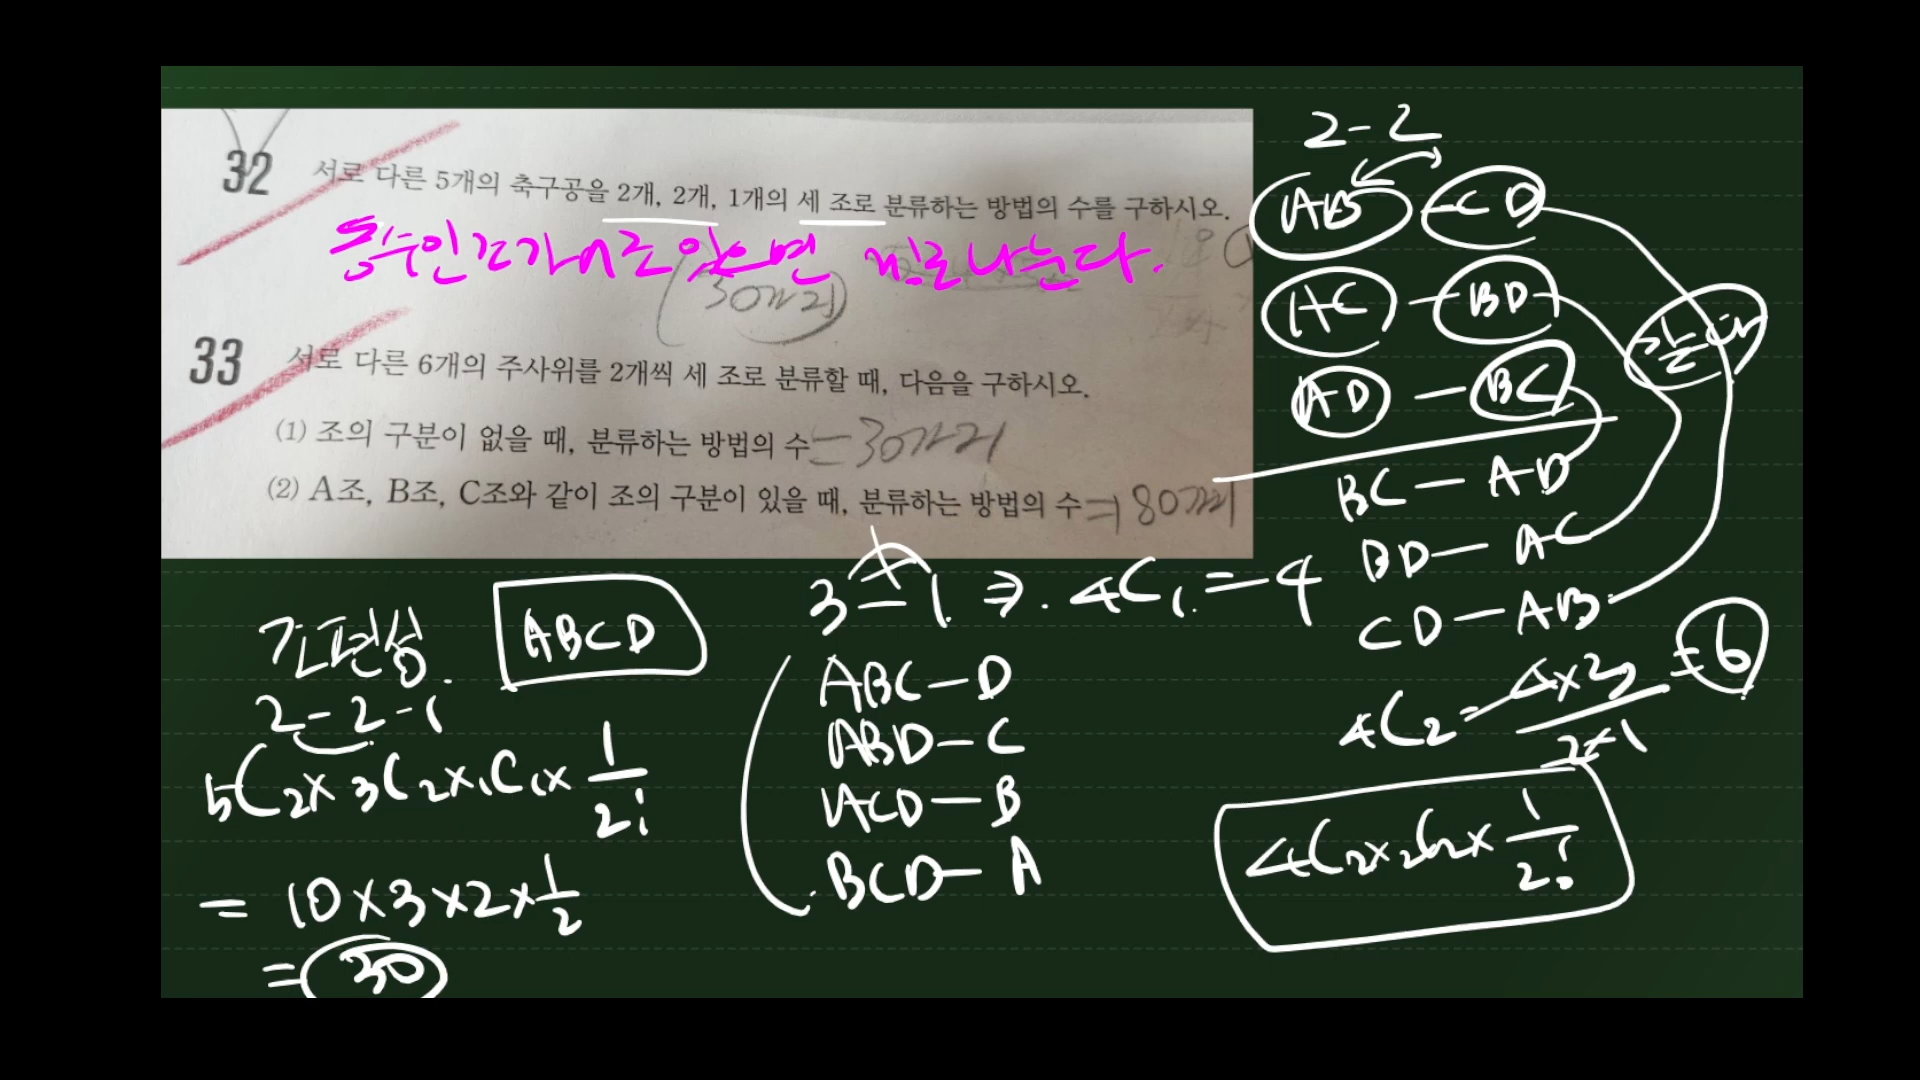 32 서로 다른 5개의 축구공을 2개, 2개, 1개의 세 조로 분류하는 방법의 수를 구하시오.
동수인 조가 n조 있으면 n!로 나눈다.
(30가지)
33 서로 다른 6개의 주사위를 2개씩 세 조로 분류할 때, 다음을 구하시오.
(1) 조의 구분이 없을 때, 분류하는 방법의 수 = 30가지
(2) A조, B조, C조와 같이 조의 구분이 있을 때, 분류하는 방법의 수 ⇒
조편성
2-2-1
5C2 × 3C2 × 1C1 × 1/2!
= 10 × 3 × 2 × 1/2
= 30
ABCD
3-1 ⇒ 4C1 = 4
ABC-D
ABD-C
ACD-B
BCD-A
2-2
AB-CD
AC-BD
AD-BC
같다
BC-AD
BD-AC
CD-AB
4C2 = 4×3/2×1 = 6
4C2 × 2C2 × 1/2!